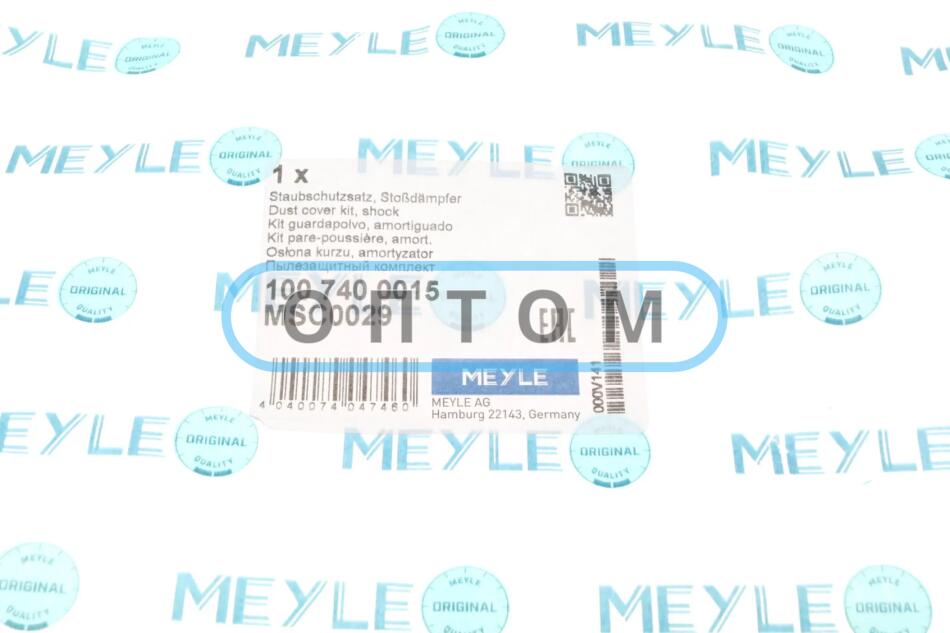 MEYLE ORIGINAL QUALITY
1 x
Staubschutzsatz, Stoßdämpfer
Dust cover kit, shock
Kit guardapolvo, amortiguado
Kit pare-poussière, amort.
Osłona kurzu, amortyzator
Пылезащитный комплект
100 740 0015
MSC0029
ОПТОМ
EAC
000V141
4 040074 047460
MEYLE
MEYLE AG
Hamburg 22143, Germany